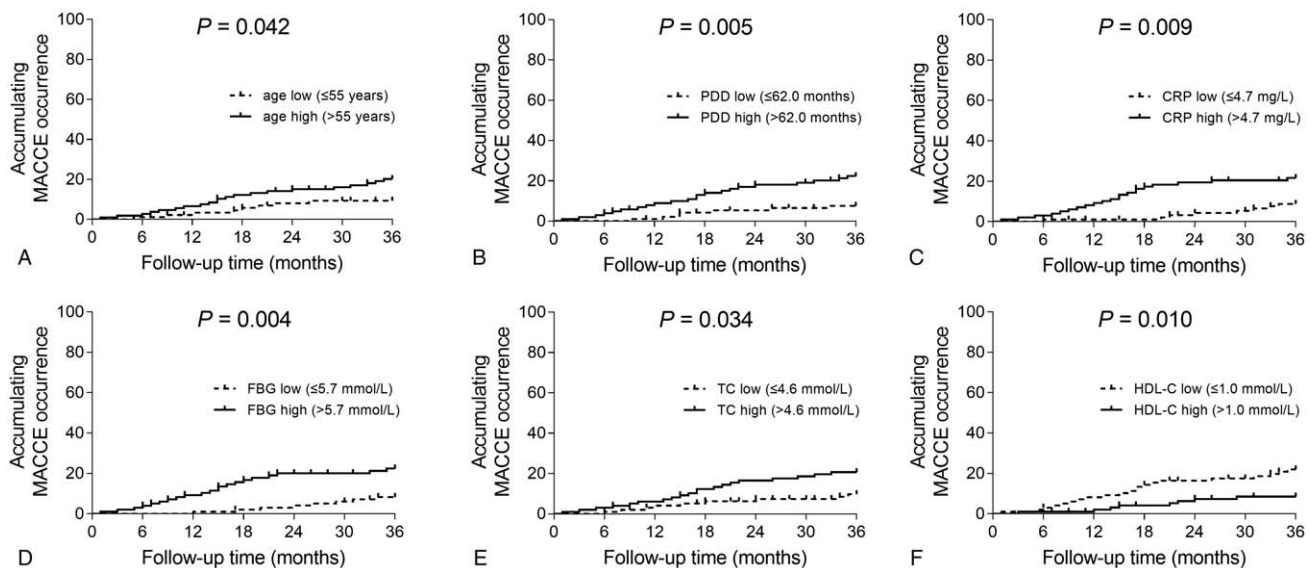 P = 0.042
Accumulating
MACCE occurrence
100
80
60
40
20
0
age low (≤55 years)
age high (>55 years)
0 6 12 18 24 30 36
A
Follow-up time (months)
P = 0.005
Accumulating
MACCE occurrence
100
80
60
40
20
0
PDD low (≤62.0 months)
PDD high (>62.0 months)
0 6 12 18 24 30 36
B
Follow-up time (months)
P = 0.009
Accumulating
MACCE occurrence
100
80
60
40
20
0
CRP low (≤4.7 mg/L)
CRP high (>4.7 mg/L)
0 6 12 18 24 30 36
C
Follow-up time (months)
P = 0.004
Accumulating
MACCE occurrence
100
80
60
40
20
0
FBG low (≤5.7 mmol/L)
FBG high (>5.7 mmol/L)
0 6 12 18 24 30 36
D
Follow-up time (months)
P = 0.034
Accumulating
MACCE occurrence
100
80
60
40
20
0
TC low (≤4.6 mmol/L)
TC high (>4.6 mmol/L)
0 6 12 18 24 30 36
E
Follow-up time (months)
P = 0.010
Accumulating
MACCE occurrence
100
80
60
40
20
0
HDL-C low (≤1.0 mmol/L)
HDL-C high (>1.0 mmol/L)
0 6 12 18 24 30 36
F
Follow-up time (months)